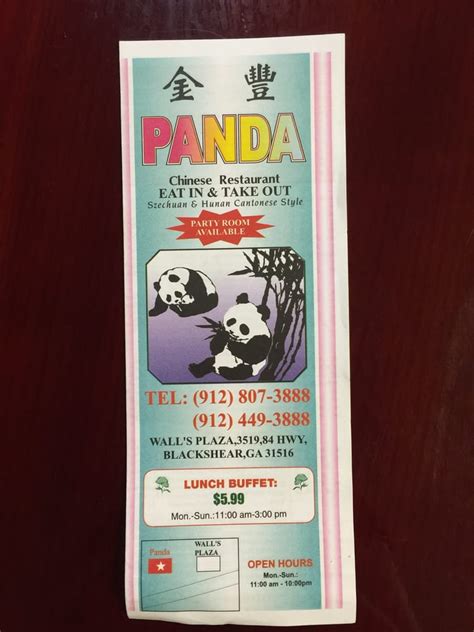 金 豐
PANDA
Chinese Restaurant
EAT IN & TAKE OUT
Szechuan & Hunan Cantonese Style
PARTY ROOM
AVAILABLE
TEL: (912) 807-3888
(912) 449-3888
WALL'S PLAZA,3519,84 HWY,
BLACKSHEAR,GA 31516
LUNCH BUFFET:
$5.99
Mon.-Sun.:11:00 am-3:00 pm
Panda
WALL'S
PLAZA
OPEN HOURS
Mon.-Sun.:
11:00 am - 10:00pm